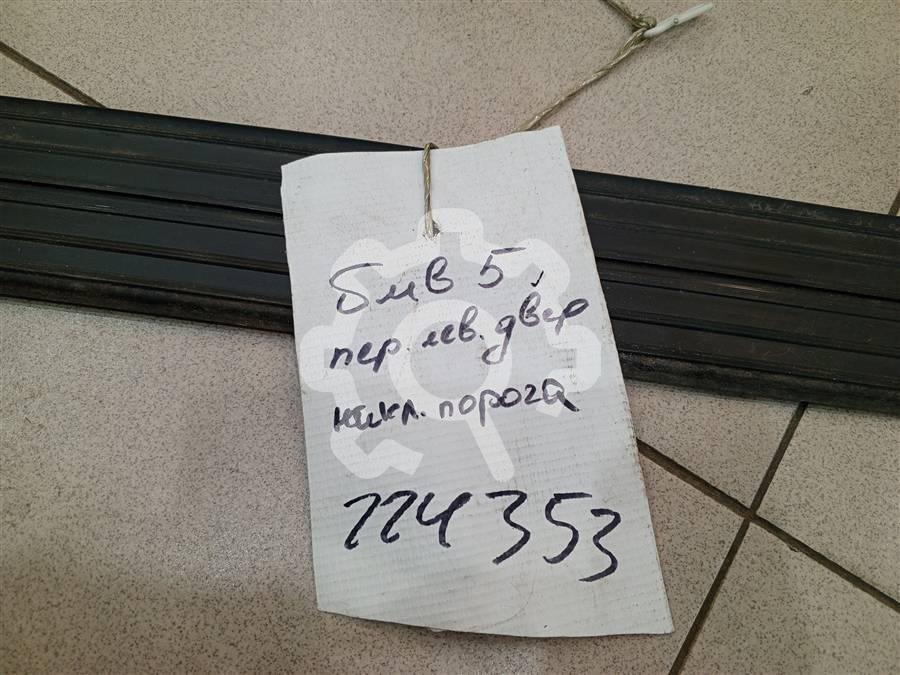 бмв 5,
пер. лев. двер
накл. порога
224353